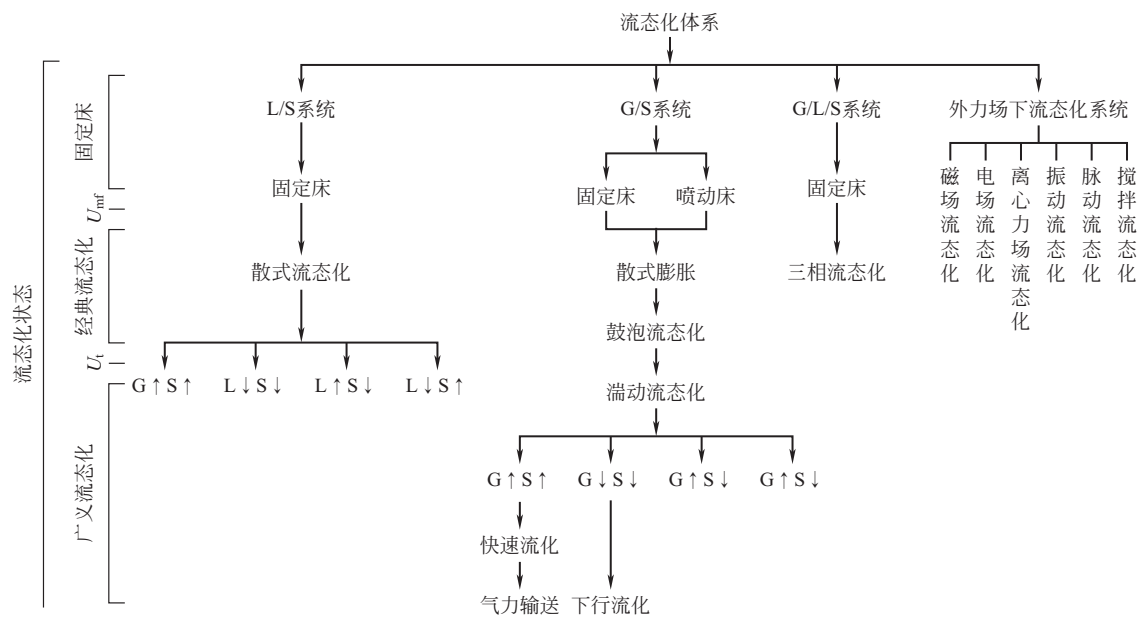 流态化体系
L/S系统
G/S系统
G/L/S系统
外力场下流态化系统
固定床
固定床
喷动床
固定床
磁场流态化
电场流态化
离心力场流态化
振动流态化
脉动流态化
搅拌流态化
散式流态化
散式膨胀
三相流态化
鼓泡流态化
湍动流态化
G↑S↑
L↓S↓
L↑S↓
L↓S↑
G↑S↑
G↓S↓
G↑S↓
G↑S↓
快速流化
气力输送
下行流化
流态化状态
固定床
Umf
经典流态化
Ut
广义流态化